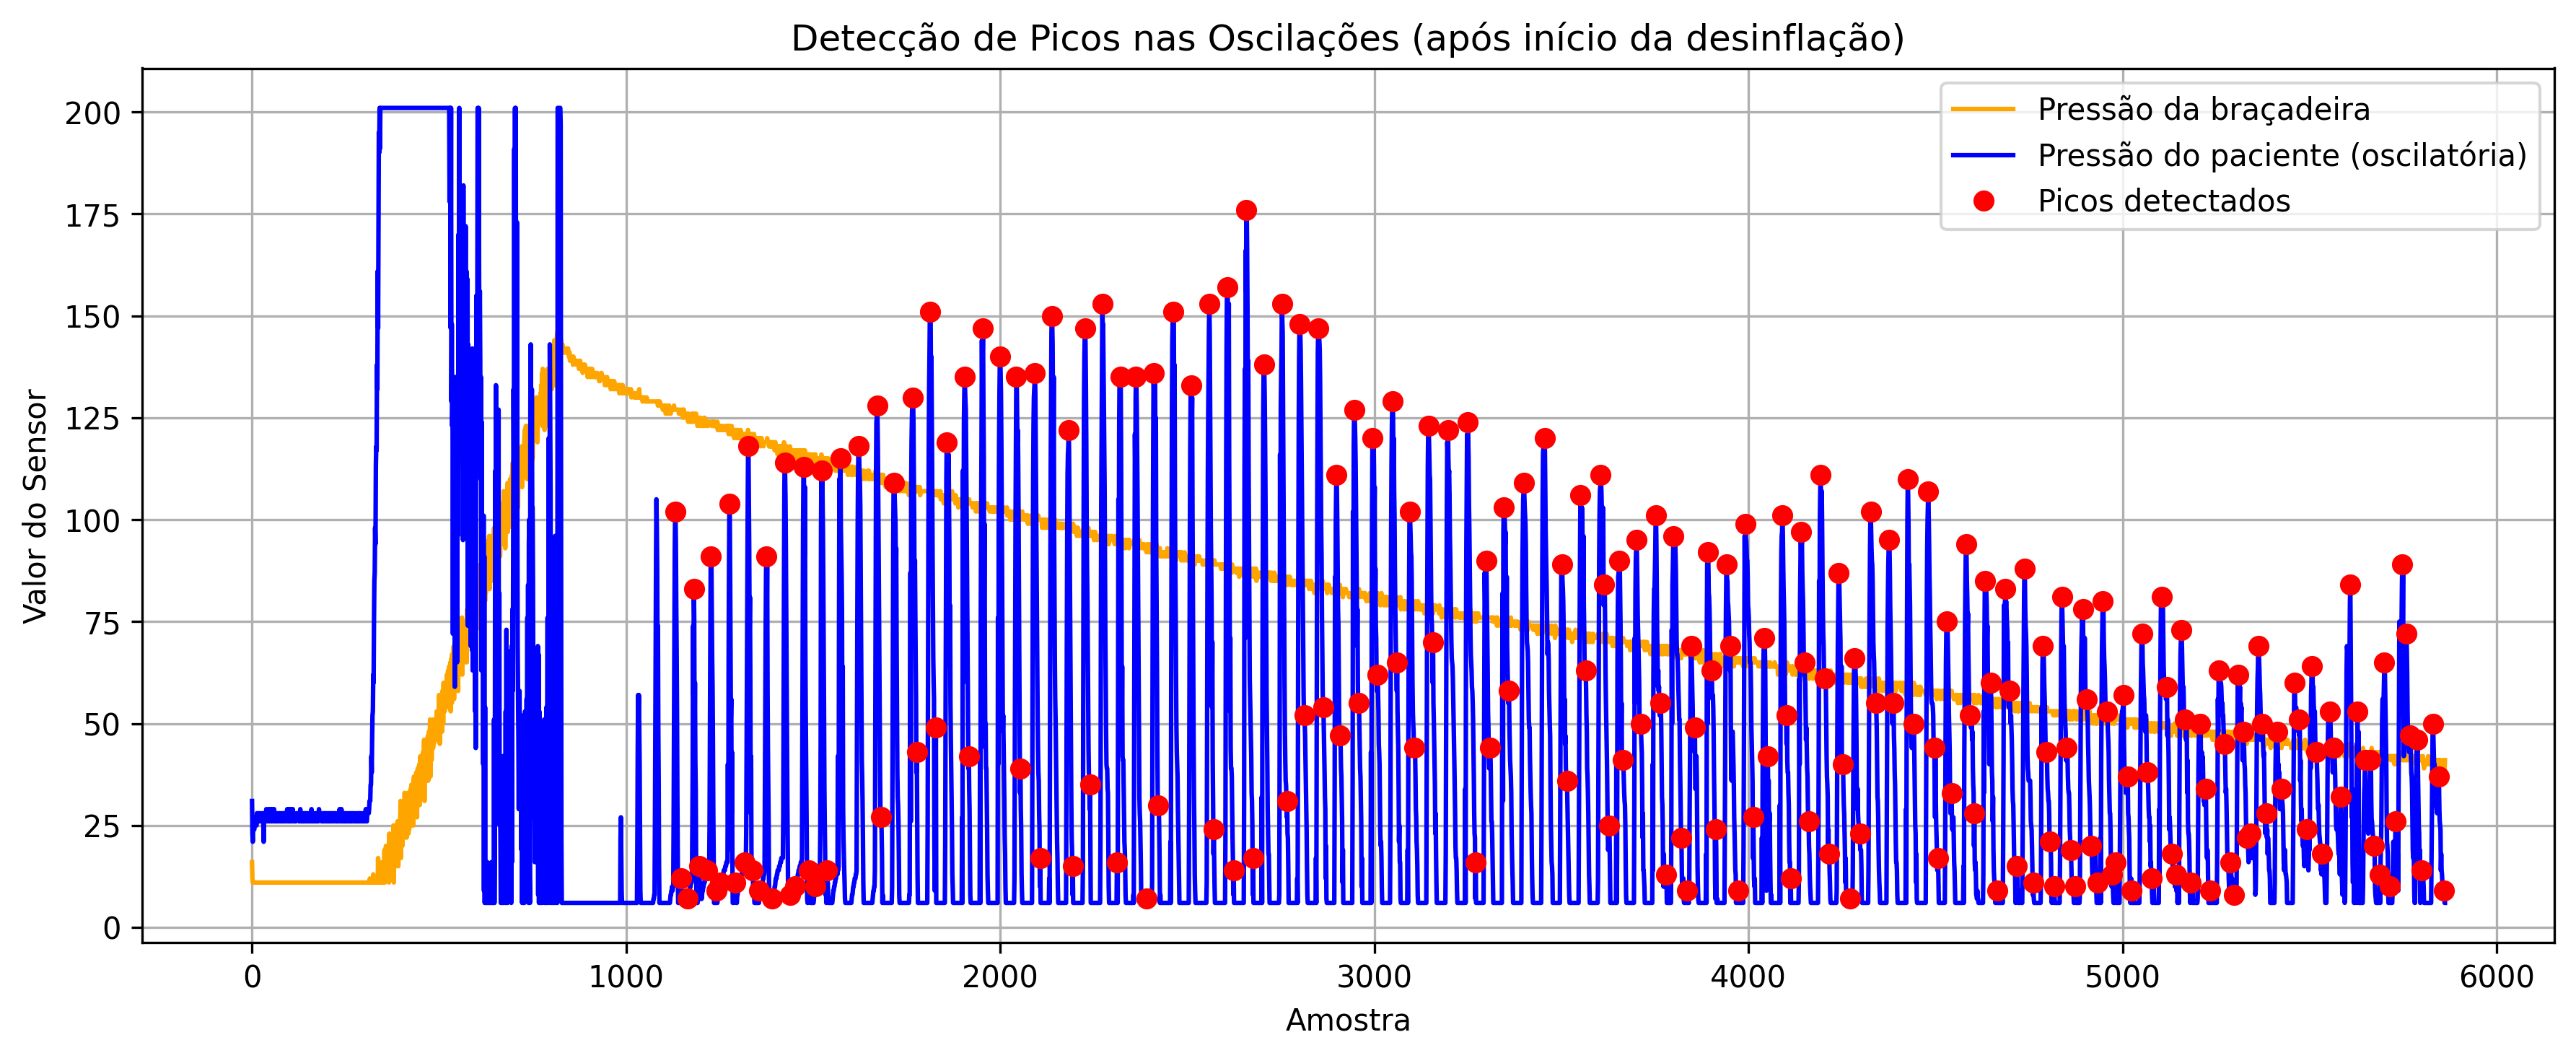 Detecção de Picos nas Oscilações (após início da desinflação)
Pressão da braçadeira
Pressão do paciente (oscilatória)
Picos detectados
Valor do Sensor
200
175
150
125
100
75
50
25
0
0 1000 2000 3000 4000 5000 6000
Amostra